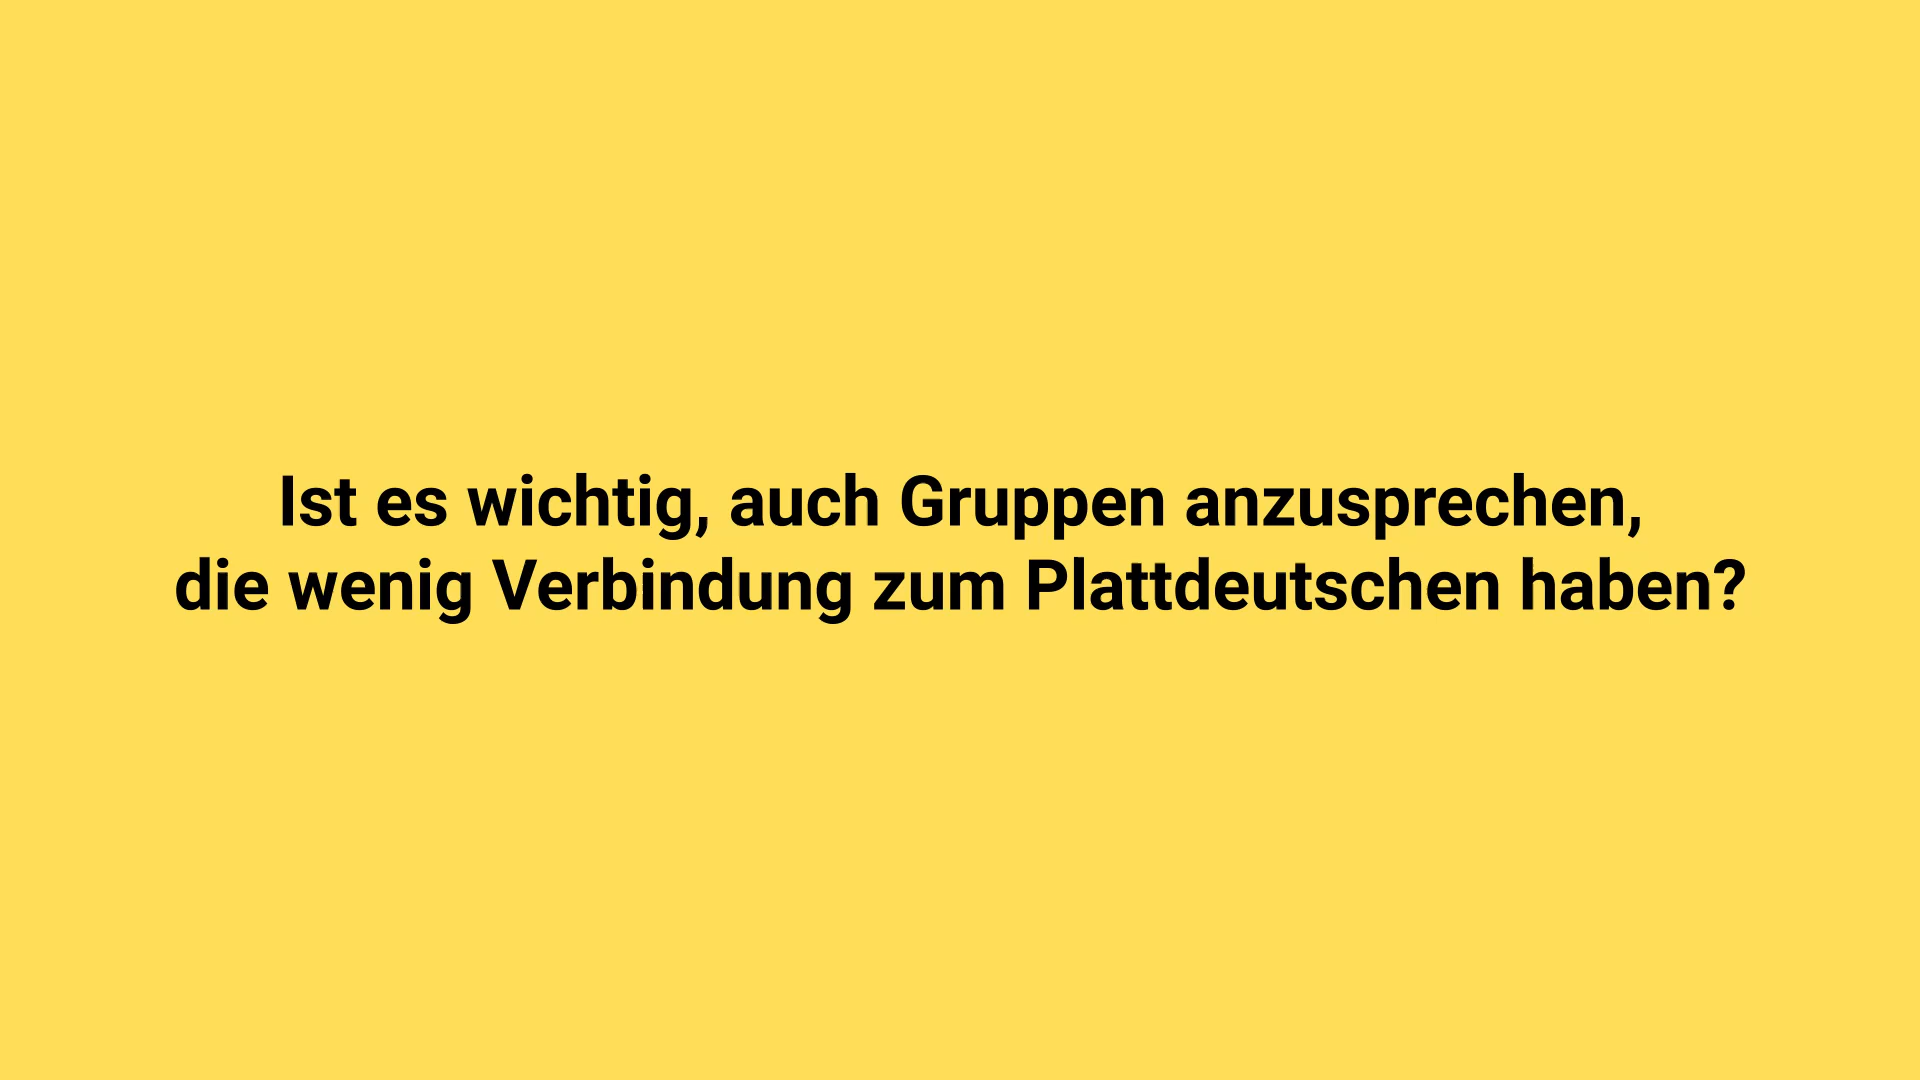 Ist es wichtig, auch Gruppen anzusprechen,
die wenig Verbindung zum Plattdeutschen haben?